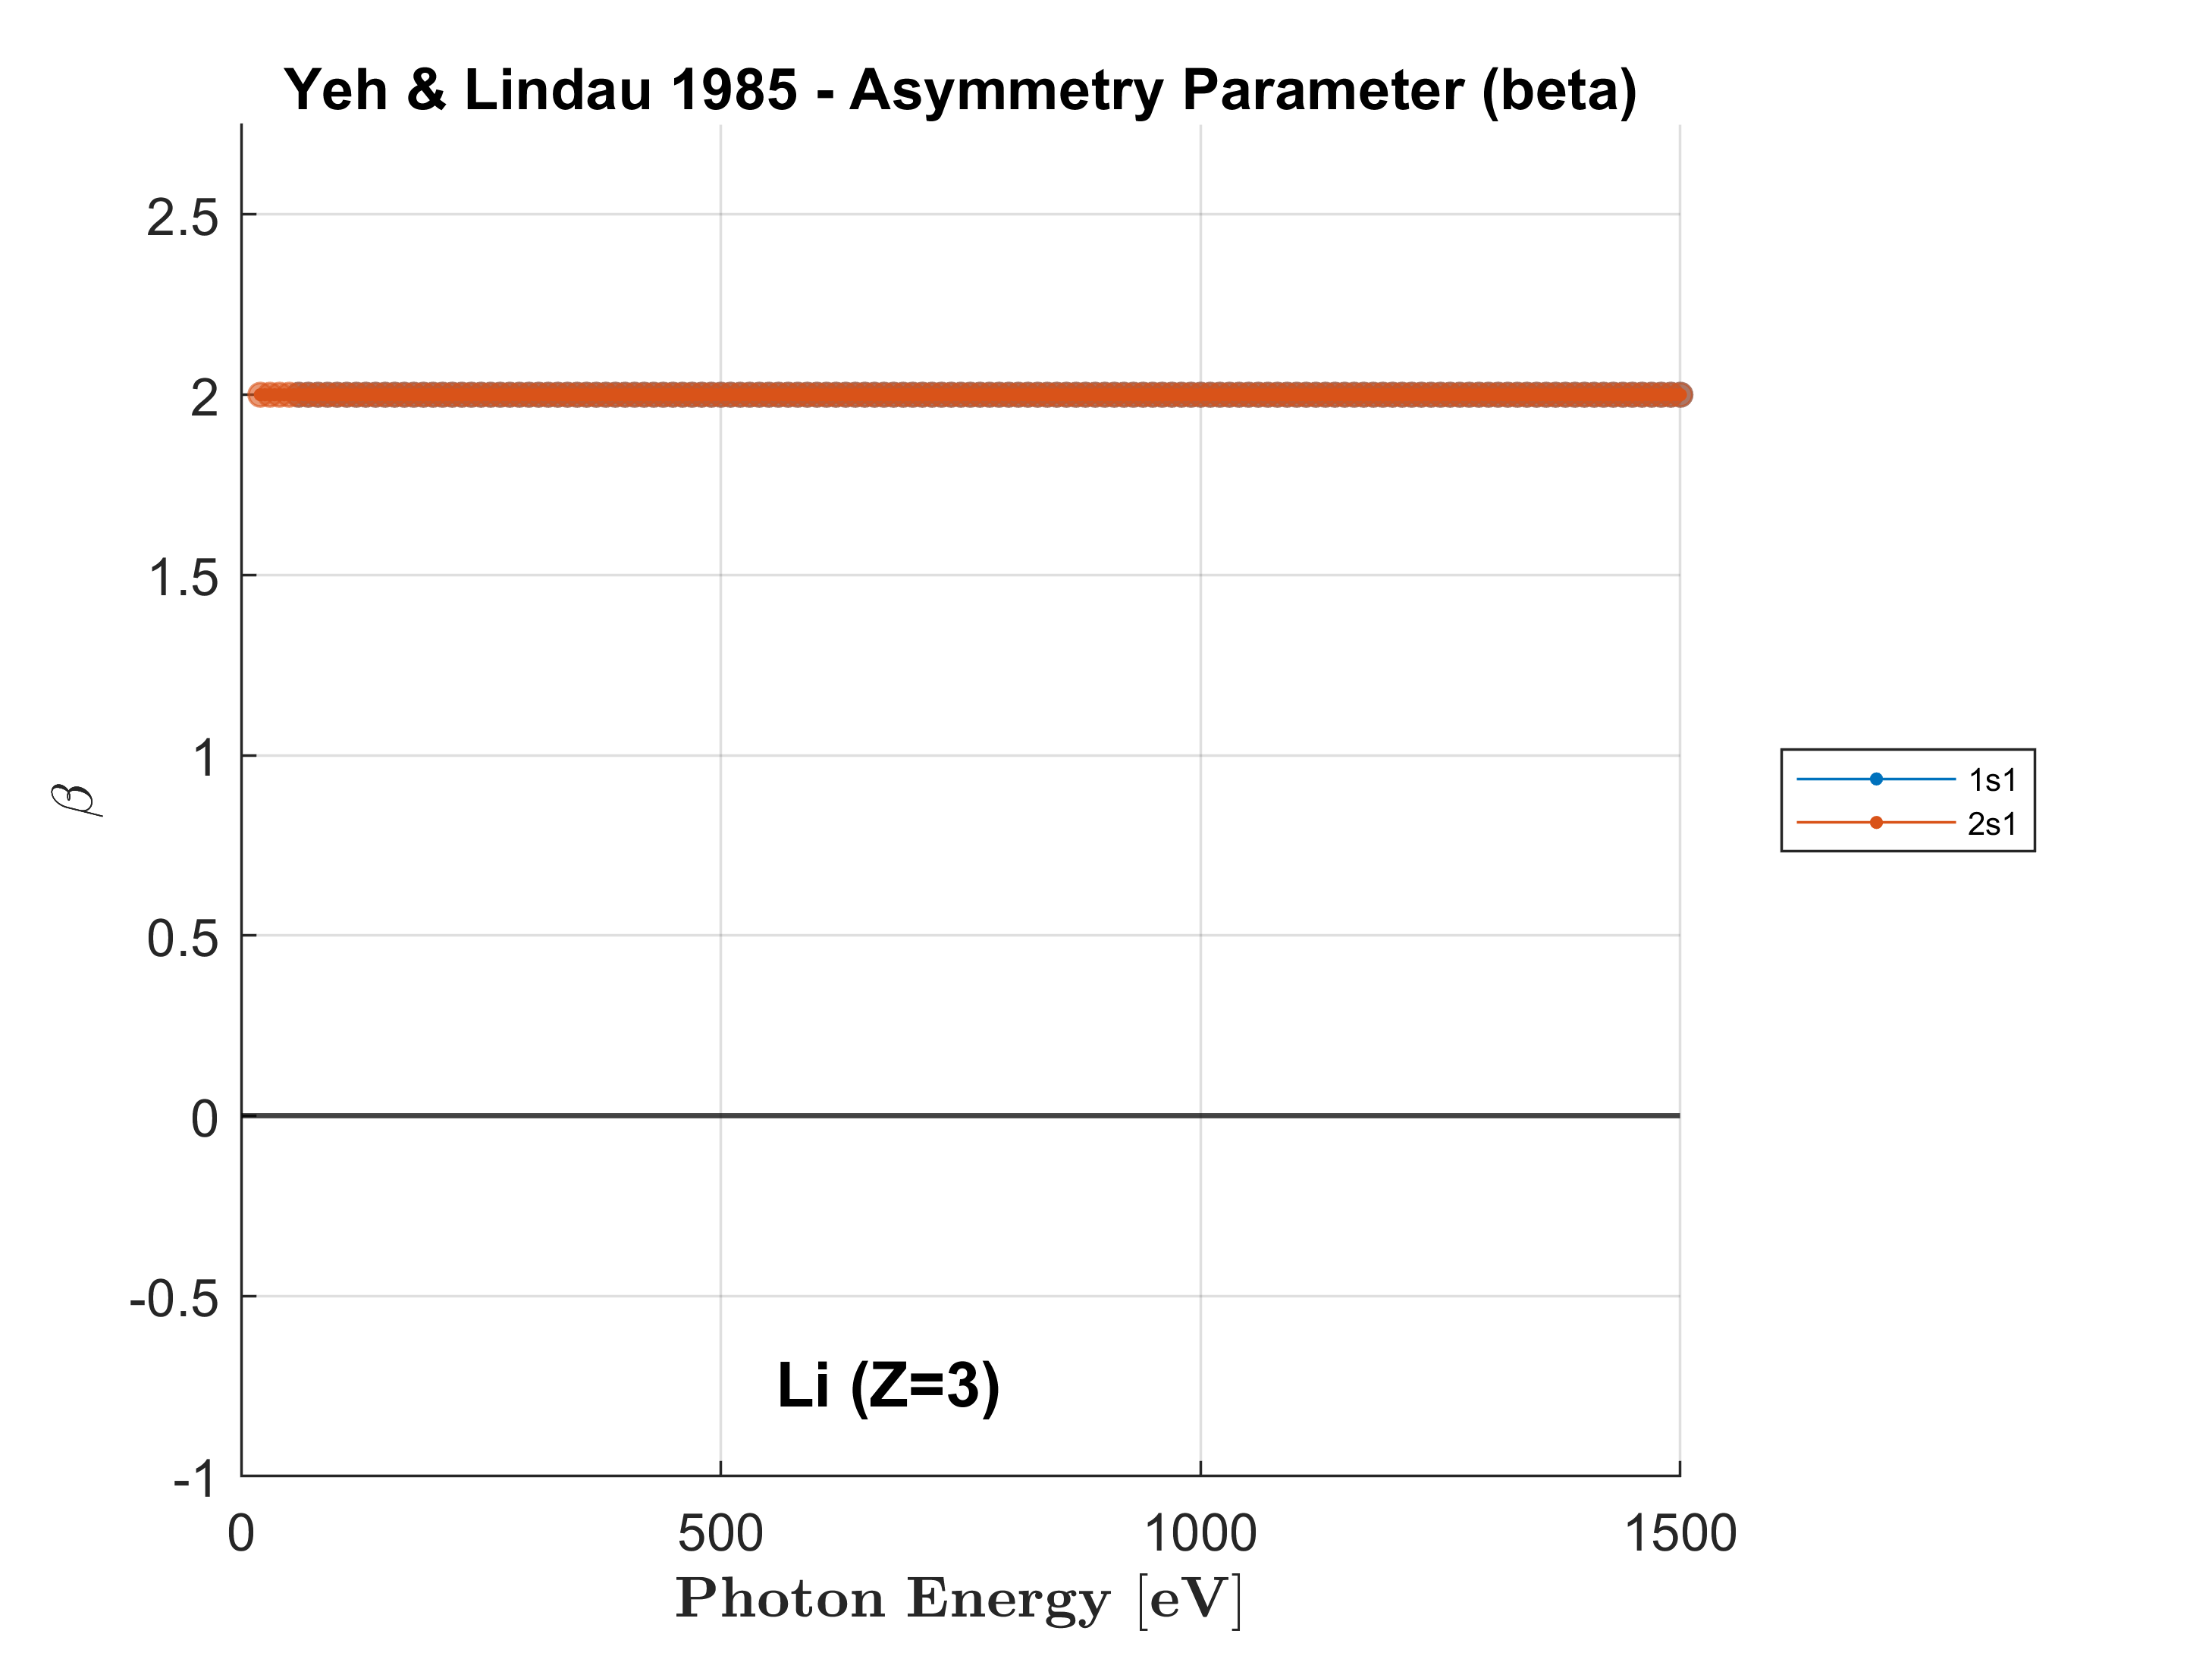 Yeh & Lindau 1985 - Asymmetry Parameter (beta)
2.5
2
1.5
1
0.5
0
-0.5
-1
β
1s1
2s1
Li (Z=3)
0 500 1000 1500
Photon Energy [eV]